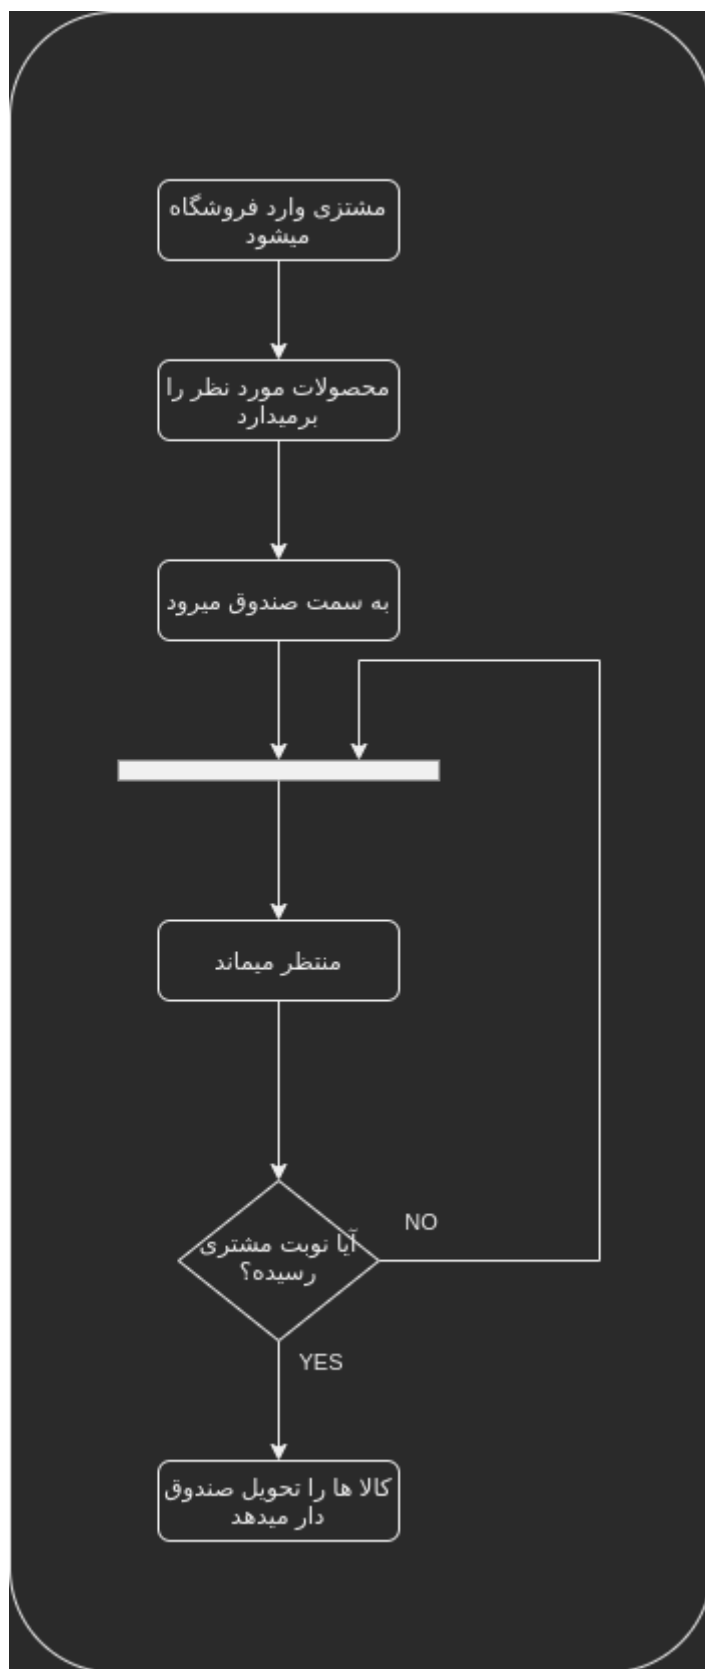 مشتزی وارد فروشگاه
میشود
محصولات مورد نظر را
برمیدارد
به سمت صندوق میرود
منتظر میماند
آیا نوبت مشتری
رسیده؟
NO
YES
کالا ها را تحویل صندوق
دار میدهد